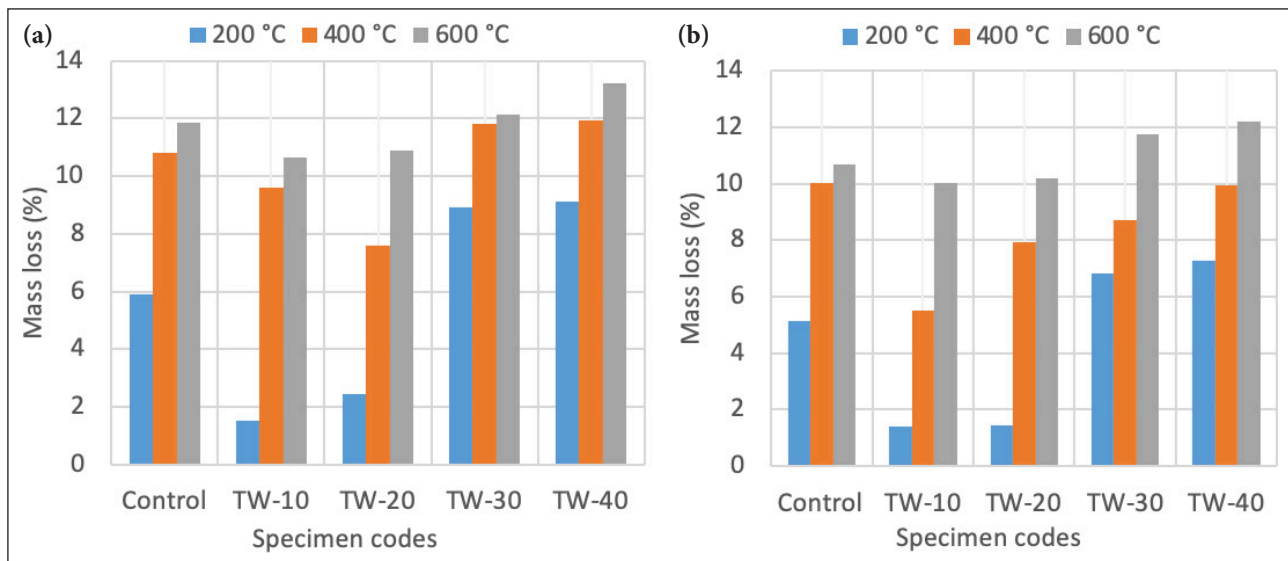 (a)
200 °C 400 °C 600 °C
14
12
10
8
6
4
2
0
Mass loss (%)
Control TW-10 TW-20 TW-30 TW-40
Specimen codes
(b)
200 °C 400 °C 600 °C
14
12
10
8
6
4
2
0
Mass loss (%)
Control TW-10 TW-20 TW-30 TW-40
Specimen codes